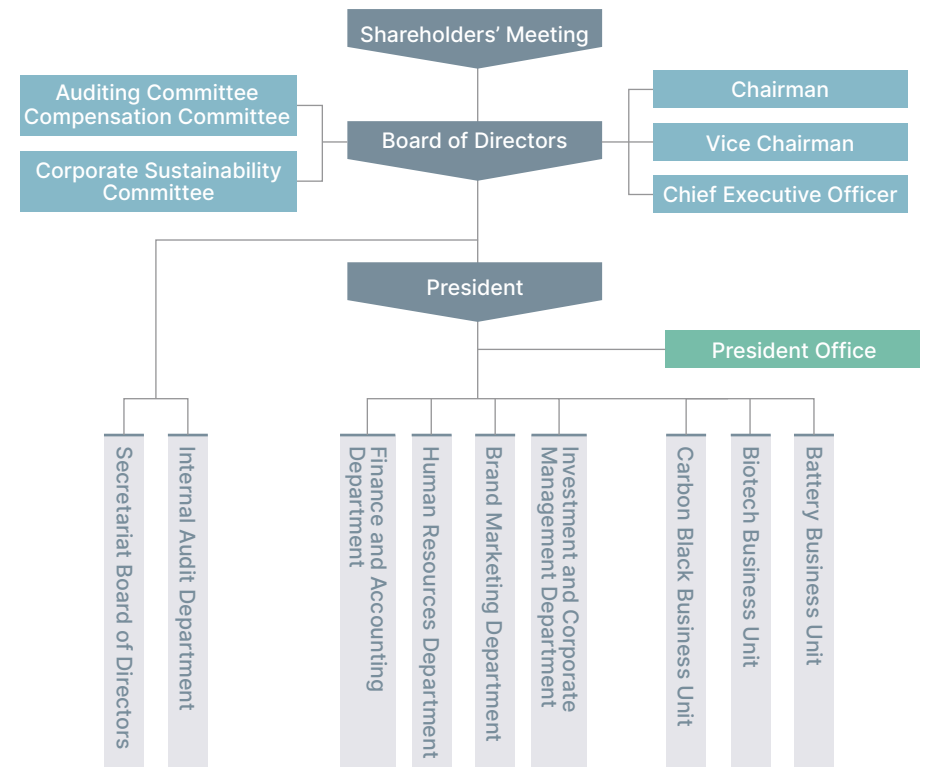 Shareholders' Meeting
Auditing Committee
Compensation Committee
Corporate Sustainability
Committee
Board of Directors
Chairman
Vice Chairman
Chief Executive Officer
President
President Office
Secretariat Board of Directors
Internal Audit Department
Finance and Accounting
Department
Human Resources Department
Brand Marketing Department
Investment and Corporate
Management Department
Carbon Black Business Unit
Biotech Business Unit
Battery Business Unit